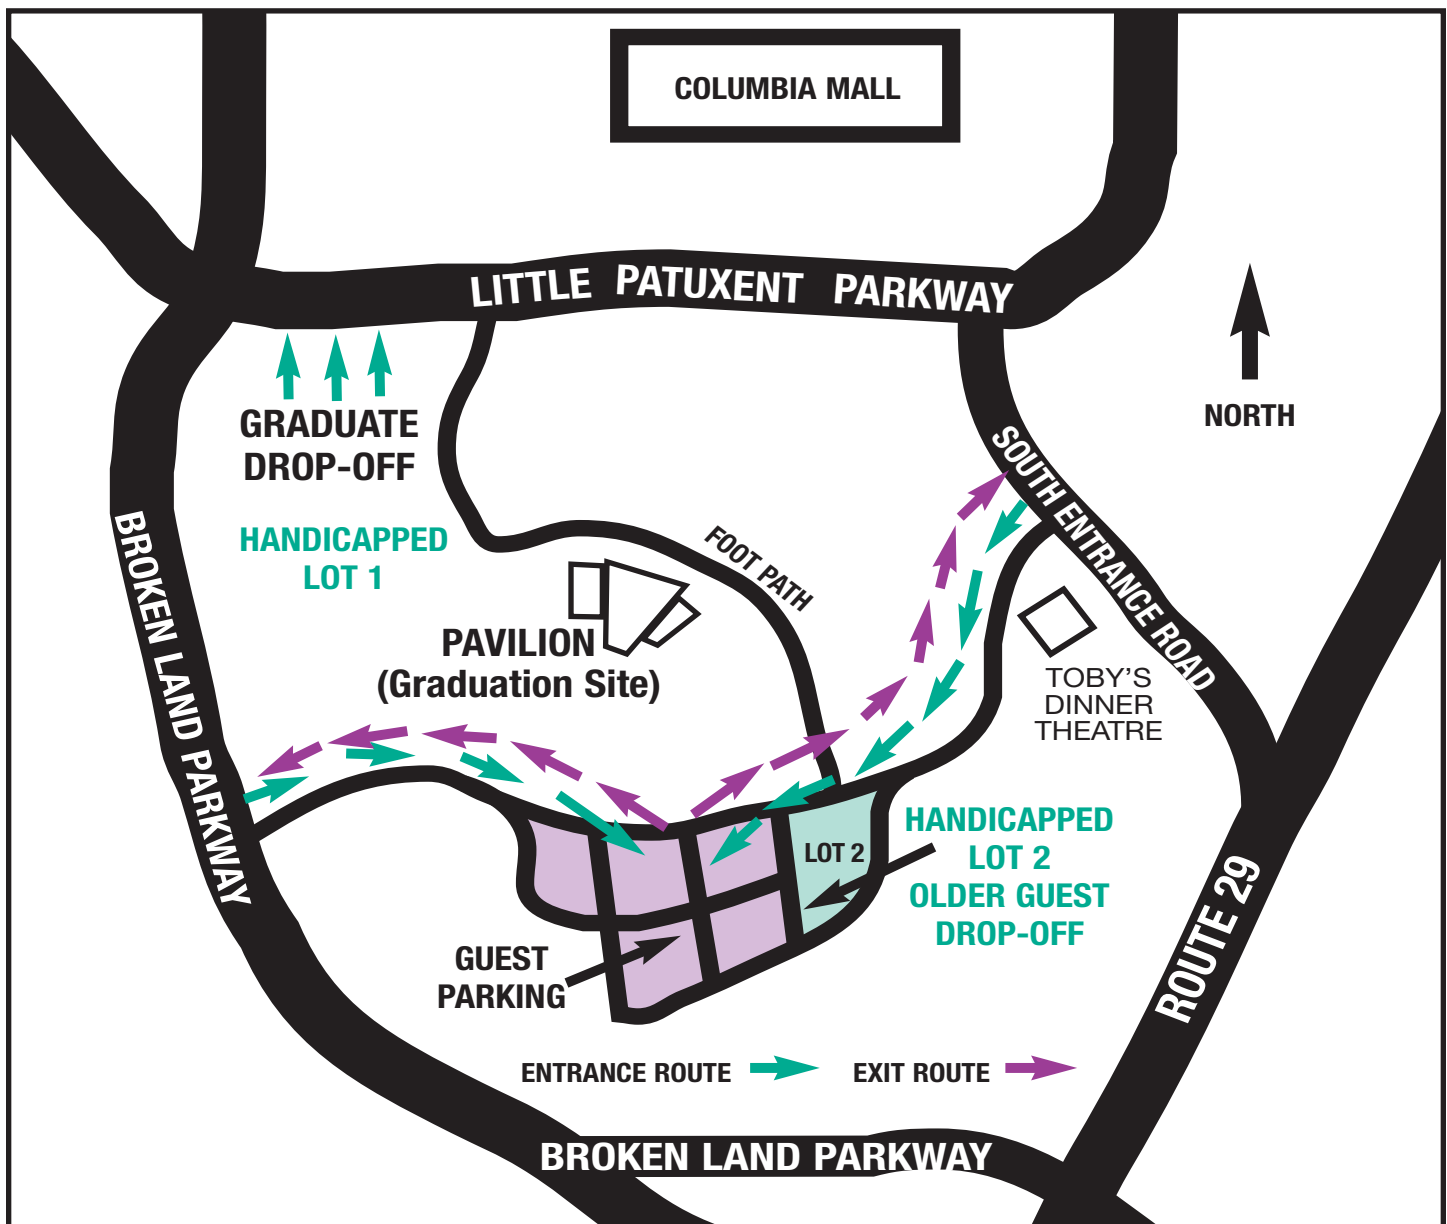 COLUMBIA MALL
LITTLE PATUXENT PARKWAY
NORTH
GRADUATE
DROP-OFF
HANDICAPPED
LOT 1
SOUTH ENTRANCE ROAD
FOOT PATH
BROKEN LAND PARKWAY
PAVILION
(Graduation Site)
TOBY'S
DINNER
THEATRE
LOT 2
HANDICAPPED
LOT 2
OLDER GUEST
DROP-OFF
ROUTE 29
GUEST
PARKING
ENTRANCE ROUTE
EXIT ROUTE
BROKEN LAND PARKWAY